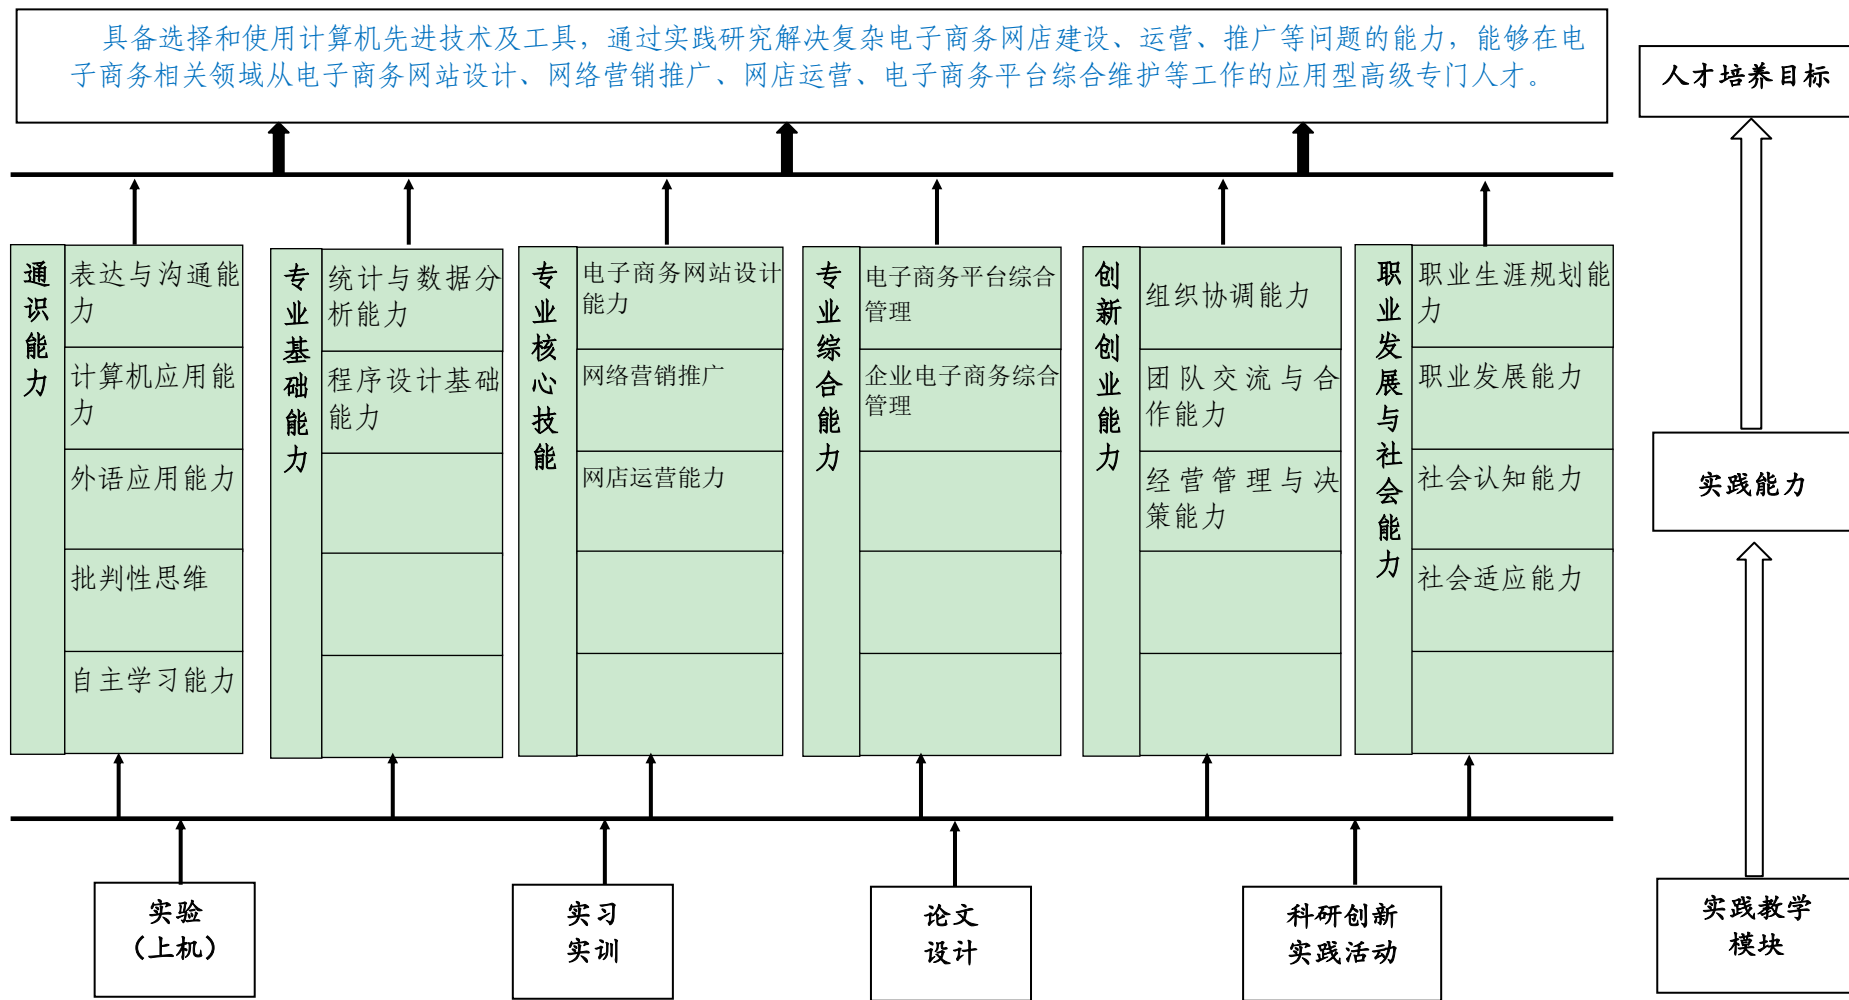 具备选择和使用计算机先进技术及工具，通过实践研究解决复杂电子商务网店建设、运营、推广等问题的能力，能够在电
子商务相关领域从电子商务网站设计、网络营销推广、网店运营、电子商务平台综合维护等工作的应用型高级专门人才。
人才培养目标
通识能力
表达与沟通能
力
计算机应用能
力
外语应用能力
批判性思维
自主学习能力
专业基础能力
统计与数据分
析能力
程序设计基础
能力
专业核心技能
电子商务网站设计
能力
网络营销推广
网店运营能力
专业综合能力
电子商务平台综合
管理
企业电子商务综合
管理
创新创业能力
组织协调能力
团队交流与合
作能力
经营管理与决
策能力
职业发展与社会能力
职业生涯规划能
力
职业发展能力
社会认知能力
社会适应能力
实践能力
实验
（上机）
实习
实训
论文
设计
科研创新
实践活动
实践教学
模块